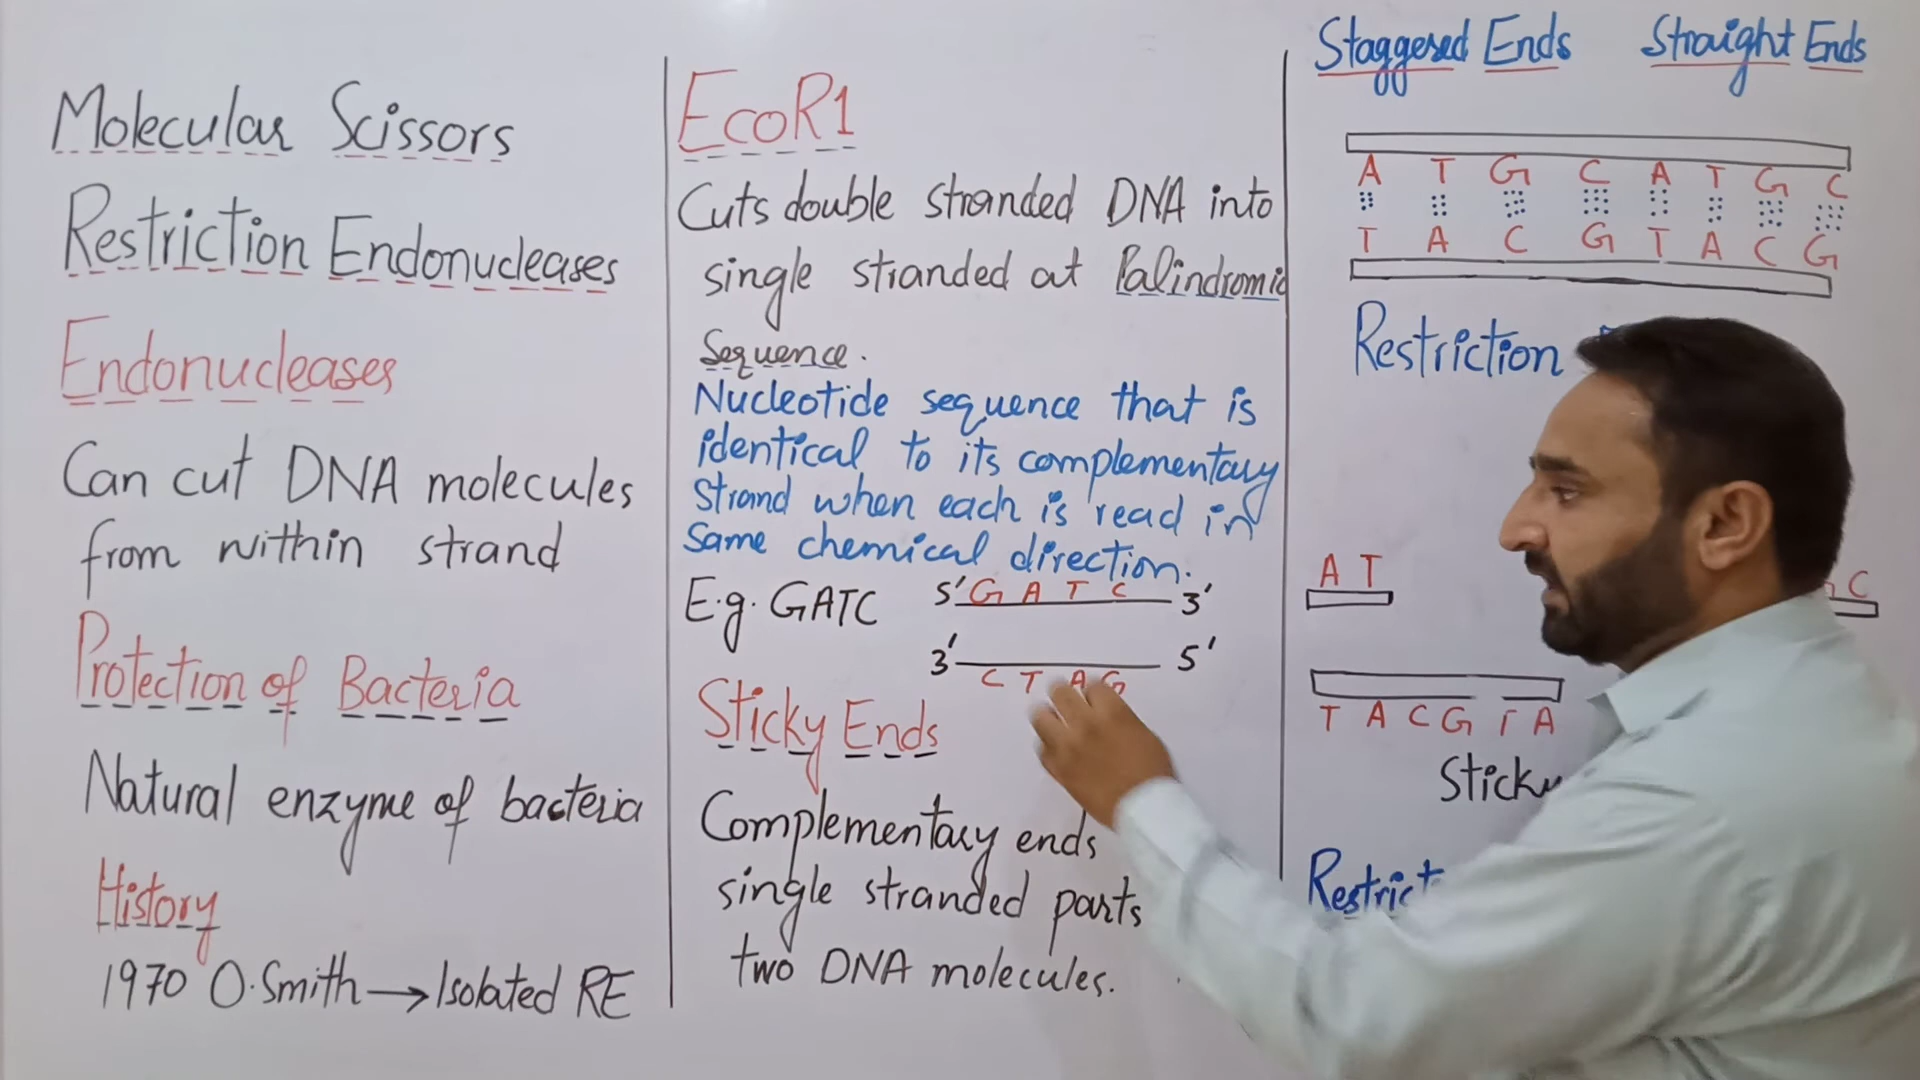 Molecular Scissors
Restriction Endonucleases
Endonucleases
Can cut DNA molecules
from within strand
Protection of Bacteria
Natural enzyme of bacteria
History
1970 O.Smith → Isolated RE
EcoR1
Cuts double stranded DNA into
single stranded at Palindromic
Sequence.
Nucleotide sequence that is
identical to its complementary
Strand when each is read in
Same chemical direction.
E.g. GATC
5' G A T C 3'
3' C T A G 5'
Sticky Ends
Complementary ends
single stranded parts
two DNA molecules.
Staggered Ends Straight Ends
A T G C A T G C
T A C G T A C G
Restriction
A T
C
T A C G T A
Sticky